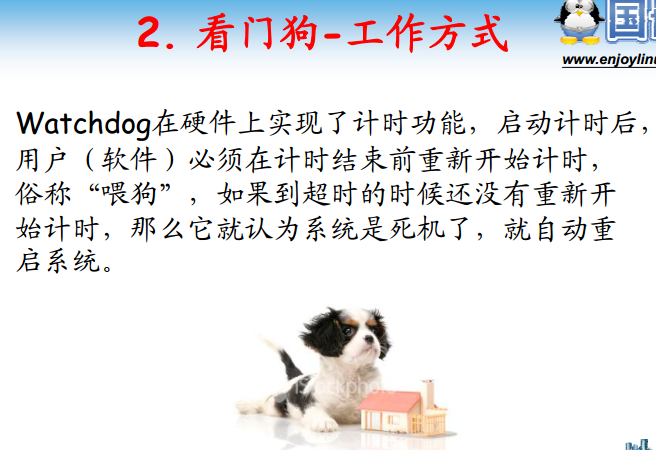 2. 看门狗-工作方式
国
www.enjoylinu
Watchdog在硬件上实现了计时功能，启动计时后，
用户（软件）必须在计时结束前重新开始计时，
俗称“喂狗”，如果到超时的时候还没有重新开
始计时，那么它就认为系统是死机了，就自动重
启系统。
iStockphoto